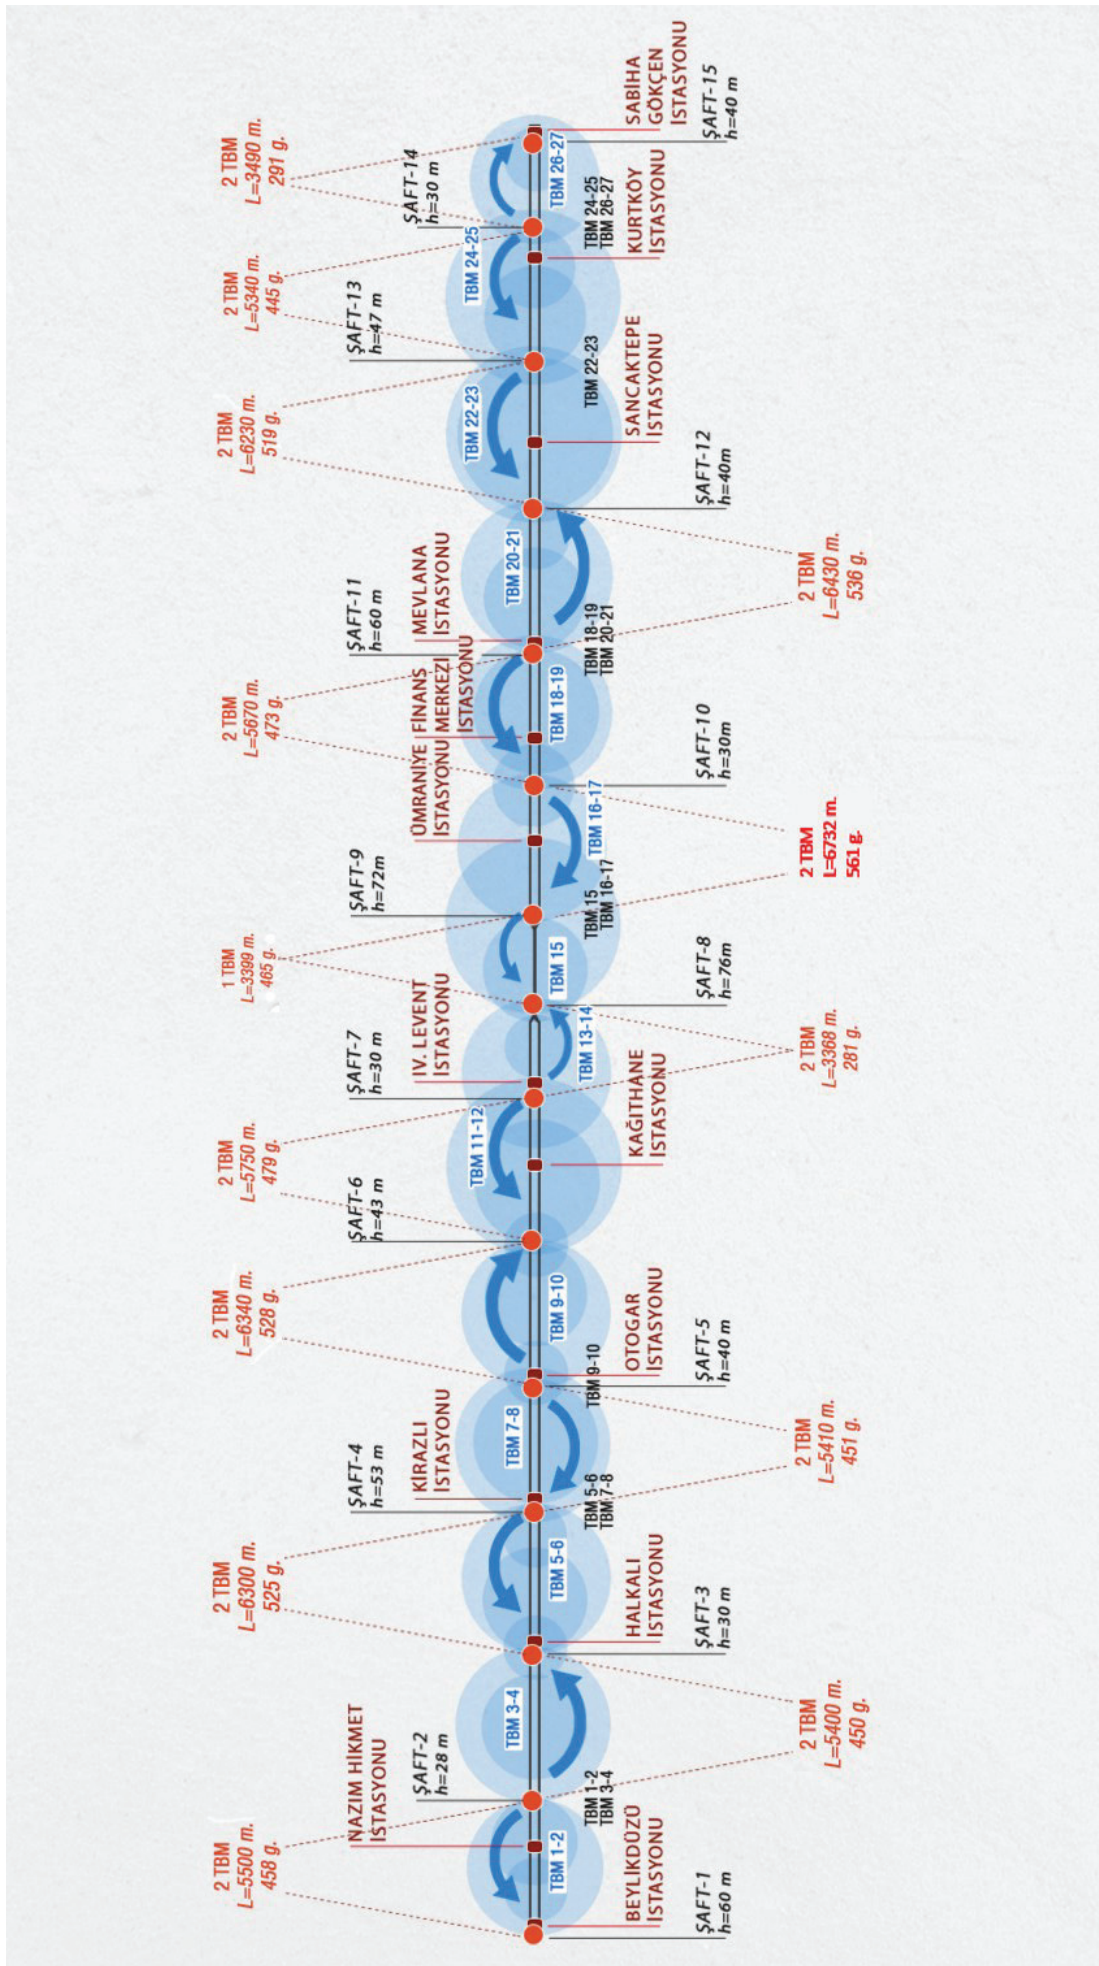 2 TBM
L=5500 m.
458 g.
2 TBM
L=6300 m.
525 g.
2 TBM
L=6340 m.
528 g.
2 TBM
L=5750 m.
479 g.
1 TBM
L=3399 m.
465 g.
2 TBM
L=5670 m.
473 g.
2 TBM
L=6230 m.
519 g.
2 TBM
L=5340 m.
445 g.
2 TBM
L=3490 m.
291 g.
NAZIM HİKMET
İSTASYONU
ŞAFT-2
h=28 m
ŞAFT-4
h=53 m
KİRAZLI
İSTASYONU
ŞAFT-6
h=43 m
ŞAFT-7
h=30 m
IV. LEVENT
İSTASYONU
ŞAFT-9
h=72m
ÜMRANİYE
İSTASYONU
FİNANS
MERKEZI
İSTASYONU
ŞAFT-11
h=60 m
MEVLANA
İSTASYONU
ŞAFT-13
h=47 m
ŞAFT-14
h=30 m
TBM 1-2
TBM 3-4
TBM 5-6
TBM 7-8
TBM 9-10
TBM 11-12
TBM 13-14
TBM 15
TBM 16-17
TBM 18-19
TBM 20-21
TBM 22-23
TBM 24-25
TBM 26-27
TBM 1-2
TBM 3-4
TBM 5-6
TBM 7-8
TBM 9-10
TBM 15
TBM 16-17
TBM 18-19
TBM 20-21
TBM 22-23
TBM 24-25
TBM 26-27
BEYLİKDÜZÜ
İSTASYONU
ŞAFT-1
h=60 m
HALKALI
İSTASYONU
ŞAFT-3
h=30 m
OTOGAR
İSTASYONU
ŞAFT-5
h=40 m
KAĞITHANE
İSTASYONU
ŞAFT-8
h=76m
ŞAFT-10
h=30m
ŞAFT-12
h=40m
SANCAKTEPE
İSTASYONU
KURTKÖY
İSTASYONU
SABİHA
GÖKÇEN
İSTASYONU
ŞAFT-15
h=40 m
2 TBM
L=5400 m.
450 g.
2 TBM
L=5410 m.
451 g.
2 TBM
L=3368 m.
281 g.
2 TBM
L=6732 m.
561 g.
2 TBM
L=6430 m.
536 g.